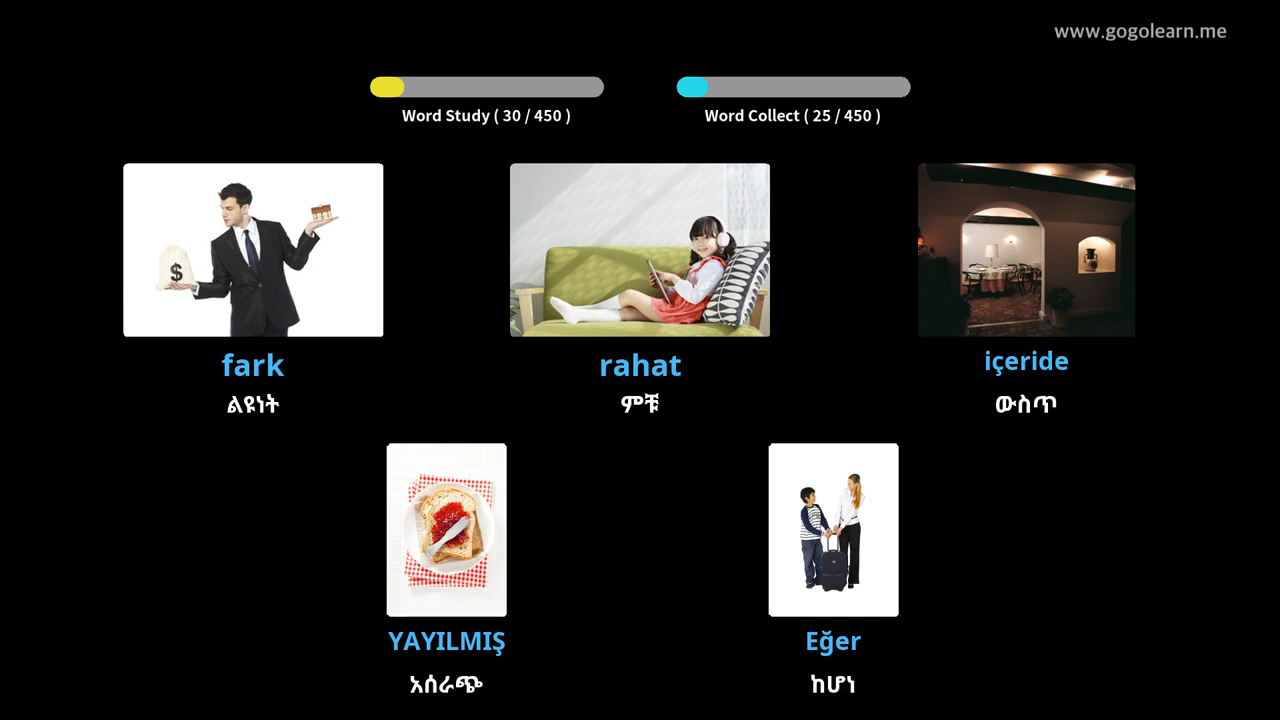 www.gogolearn.me
Word Study ( 30 / 450 )
Word Collect ( 25 / 450 )
$
fark
ልዩነት
rahat
ምቹ
içeride
ውስጥ
YAYILMIŞ
አሰራጭ
Eğer
ከሆነ